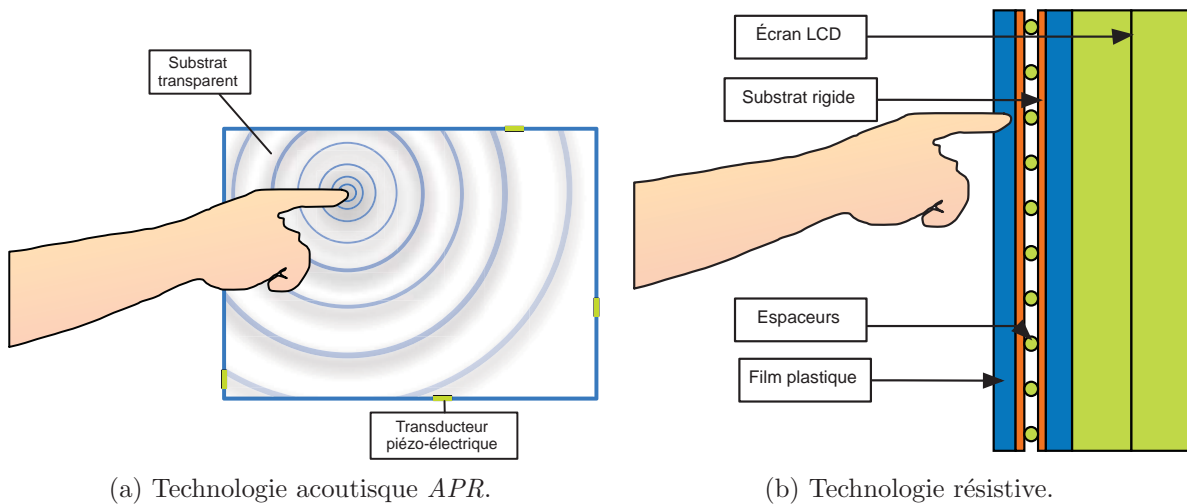 Substrat
transparent
Transducteur
piézo-électrique
(a) Technologie acoutisque APR.
Écran LCD
Substrat rigide
Espaceurs
Film plastique
(b) Technologie résistive.